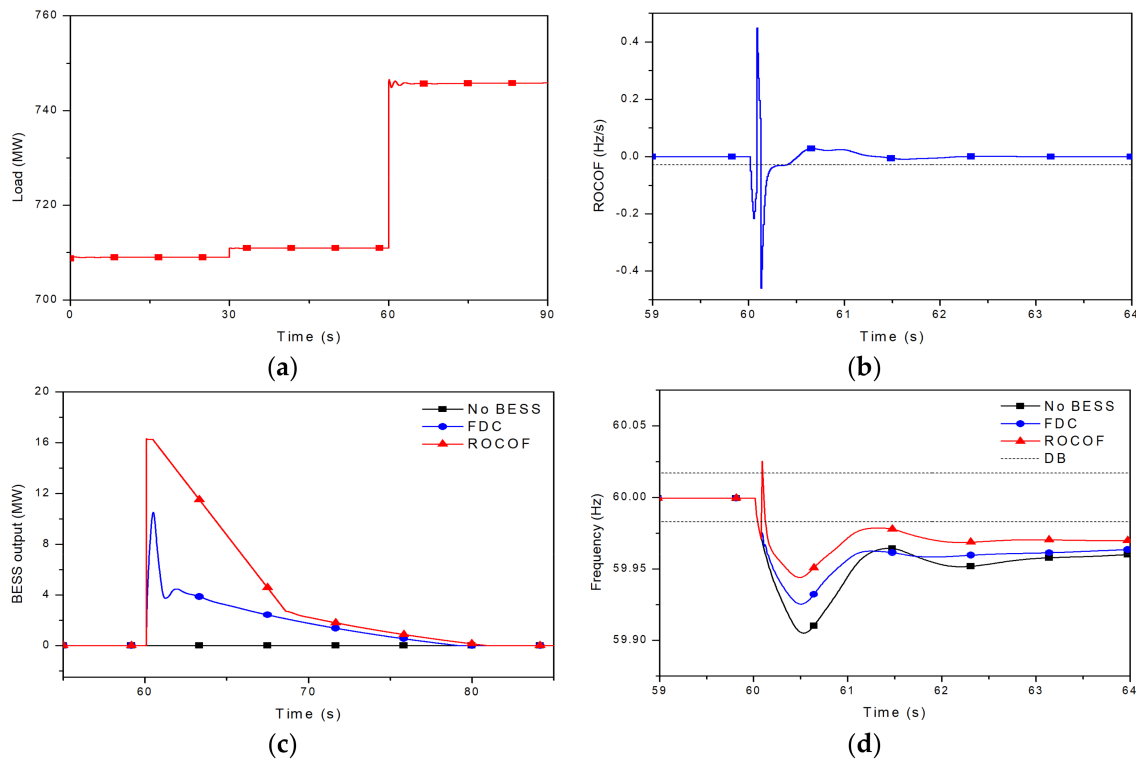 760
740
720
700
Load (MW)
0
30
60
90
Time (s)
(a)
0.4
0.2
0.0
-0.2
-0.4
ROCOF (Hz/s)
59
60
61
62
63
64
Time (s)
(b)
20
16
12
8
4
0
BESS output (MW)
No BESS
FDC
ROCOF
60
70
80
Time (s)
(c)
60.05
60.00
59.95
59.90
Frequency (Hz)
No BESS
FDC
ROCOF
DB
59
60
61
62
63
64
Time (s)
(d)